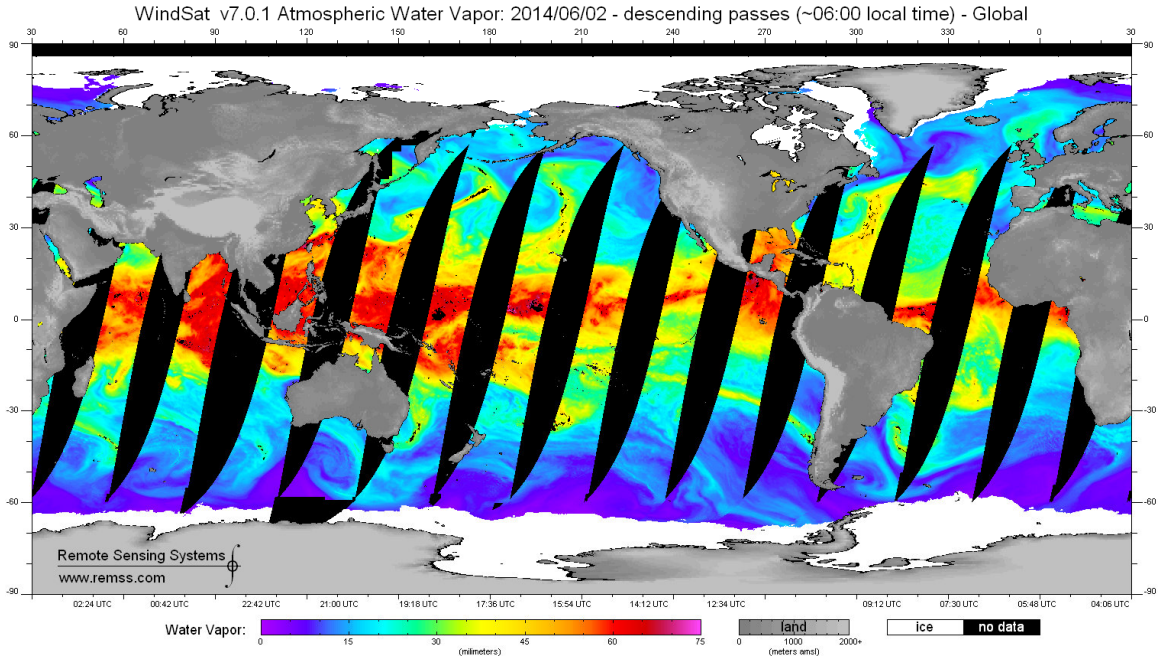 WindSat v7.0.1 Atmospheric Water Vapor: 2014/06/02 - descending passes (~06:00 local time) - Global
30 60 90 120 150 180 210 240 270 300 330 0 30
90 90
60 60
30 30
0 0
-30 -30
-60 -60
-90 -90
Remote Sensing Systems
www.remss.com
02:24 UTC 00:42 UTC 22:42 UTC 21:00 UTC 19:18 UTC 17:36 UTC 15:54 UTC 14:12 UTC 12:34 UTC 09:12 UTC 07:30 UTC 05:48 UTC 04:06 UTC
Water Vapor: land ice no data
0 15 30 45 60 75 0 1000 2000+
(milimeters) (meters amsl)